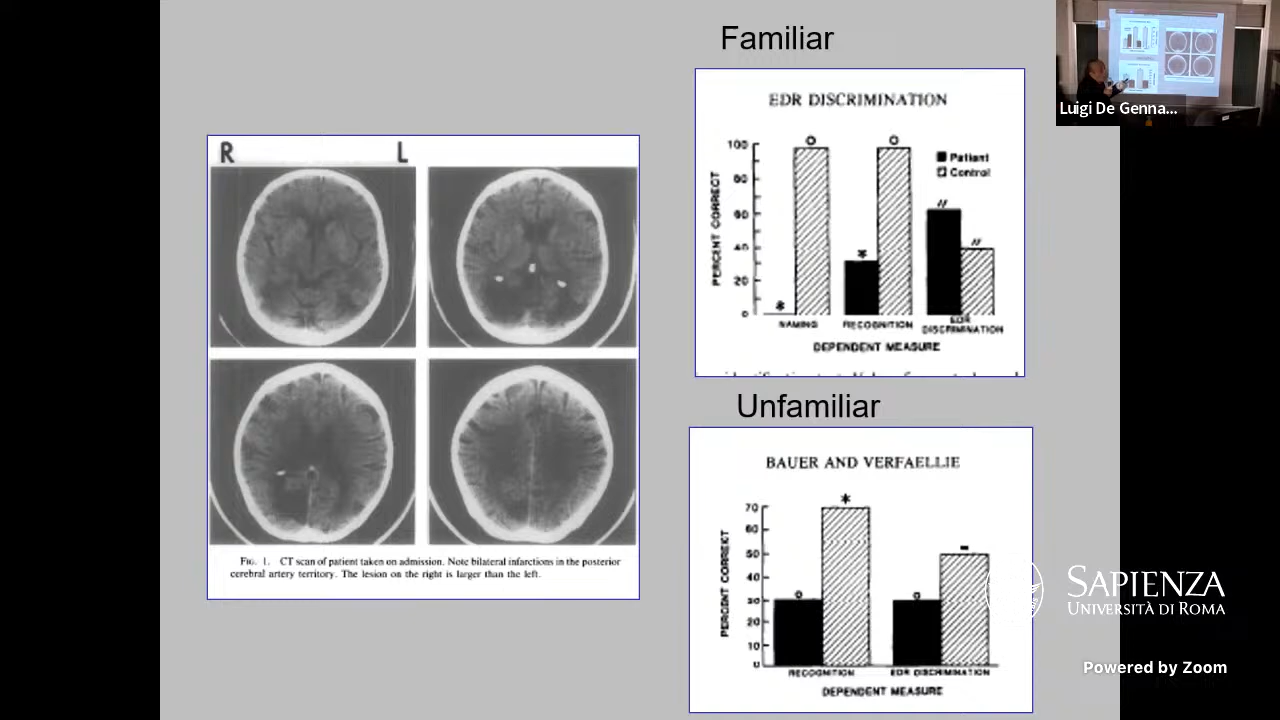 Familiar
EDR DISCRIMINATION
100
80
60
40
20
0
PERCENT CORRECT
Patient
Control
NAMING
RECOGNITION
EDR
DISCRIMINATION
DEPENDENT MEASURE
R
L
FIG. 1. CT scan of patient taken on admission. Note bilateral infarctions in the posterior
cerebral artery territory. The lesion on the right is larger than the left.
Unfamiliar
BAUER AND VERFAELLIE
70
60
50
40
30
20
10
0
PERCENT CORREKT
RECOGNITION
EDR DISCRIMINATION
DEPENDENT MEASURE
Luigi De Genna...
SAPIENZA
UNIVERSITÀ DI ROMA
Powered by Zoom